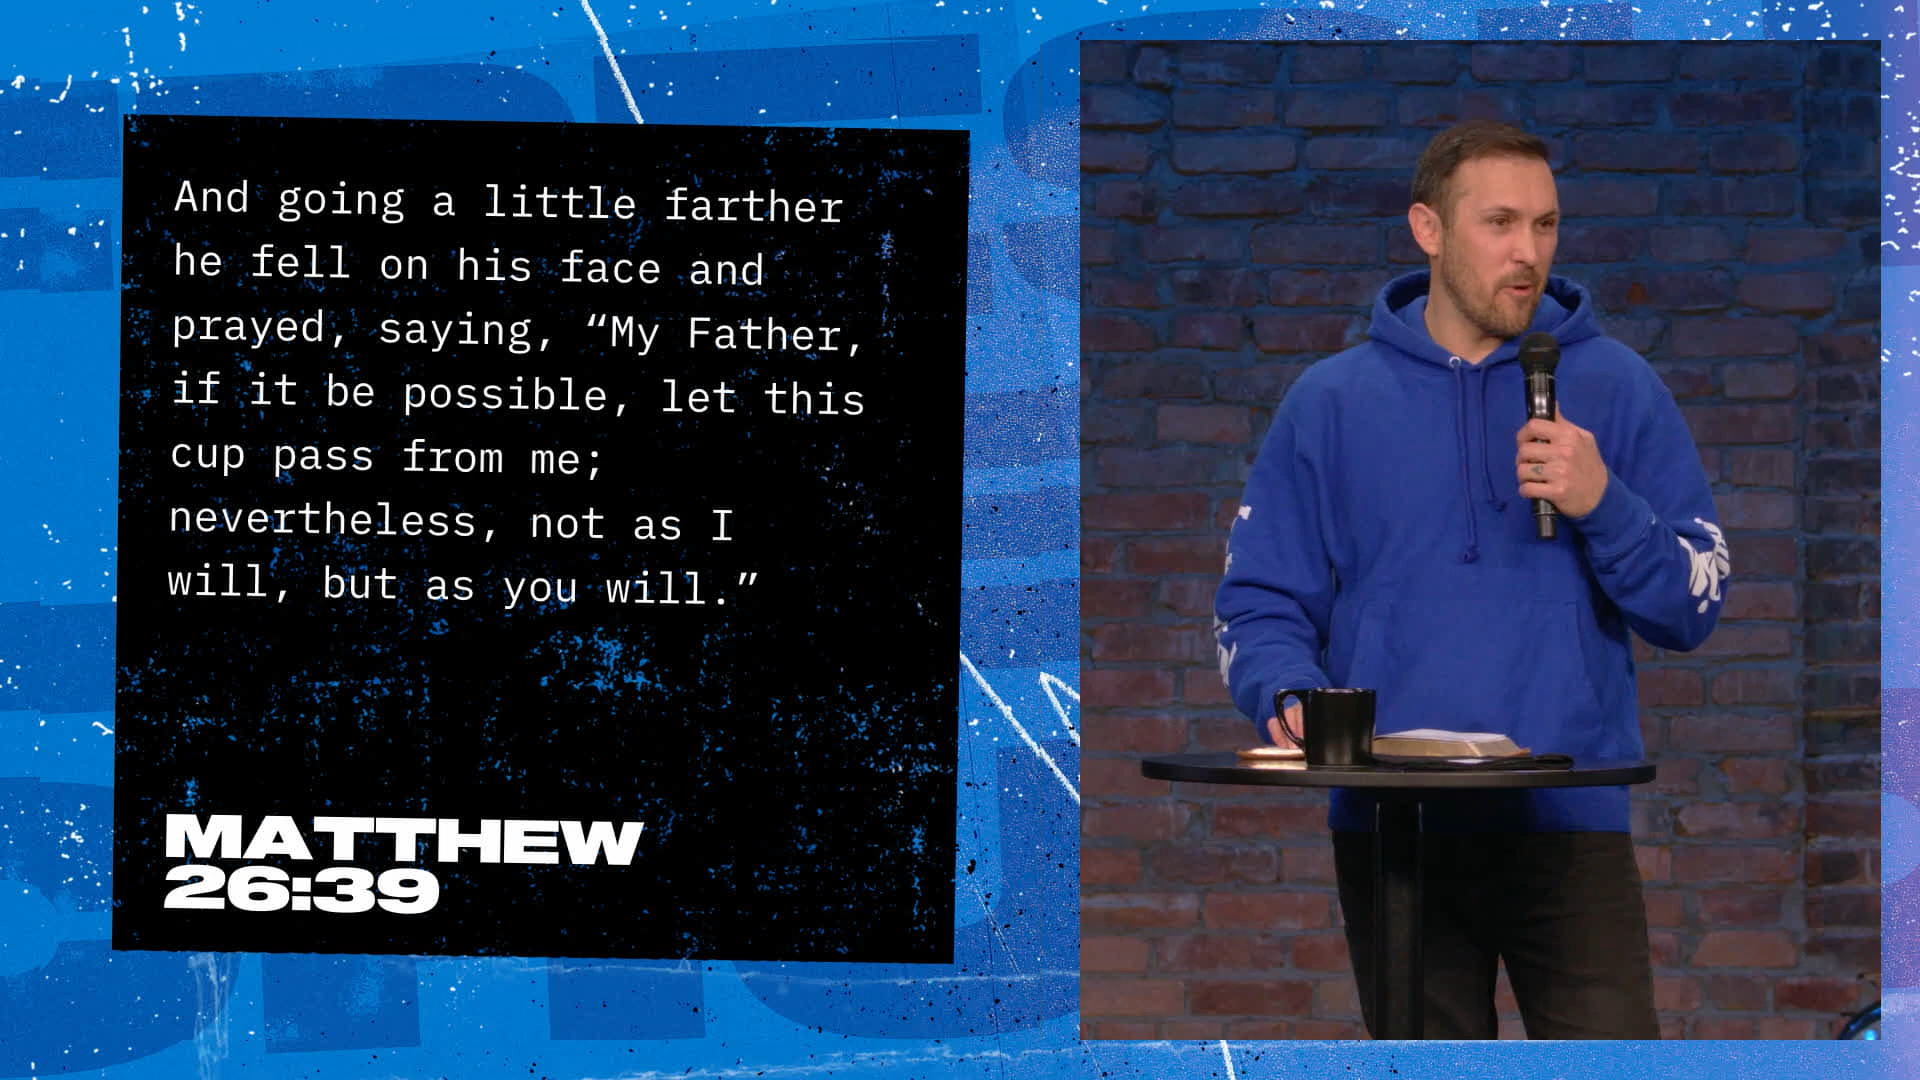 And going a little farther
he fell on his face and
prayed, saying, “My Father,
if it be possible, let this
cup pass from me;
nevertheless, not as I
will, but as you will.”
MATTHEW
26:39